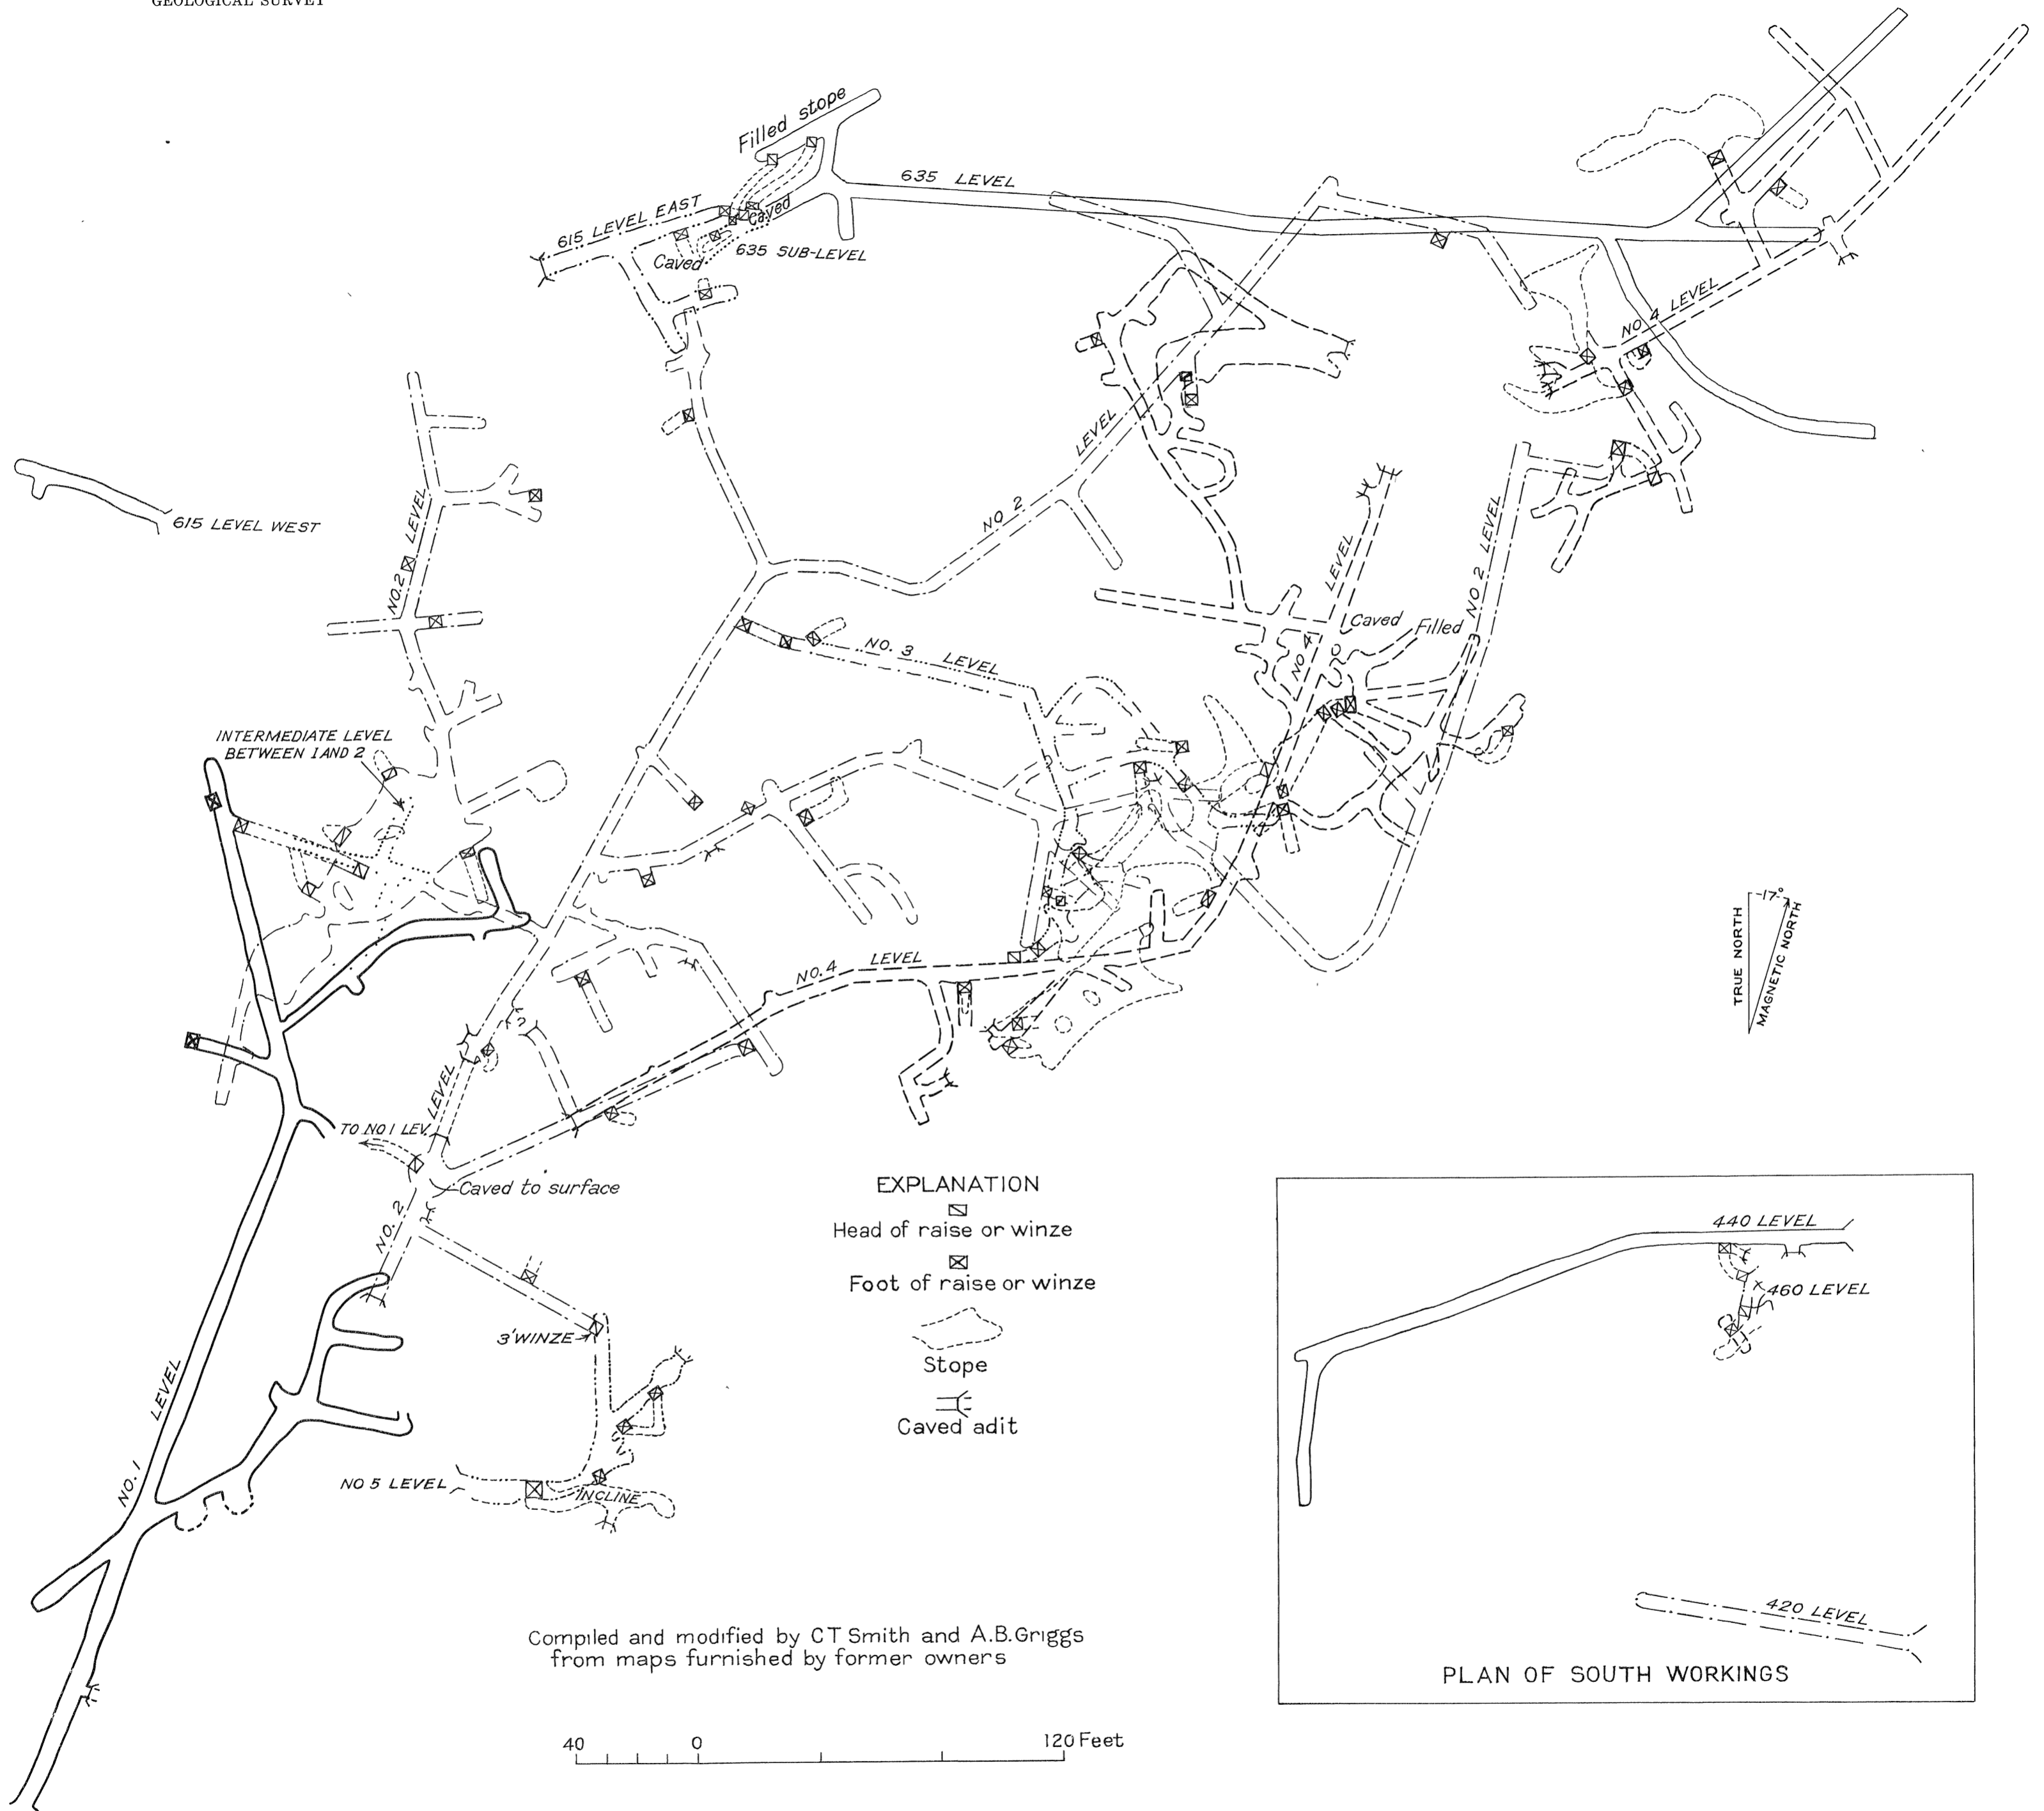 GEOLOGICAL SURVEY
Filled stope
635 LEVEL
615 LEVEL EAST
Caved
635 SUB-LEVEL
Caved
NO. 4 LEVEL
LEVEL
NO 2
615 LEVEL WEST
NO. 2 LEVEL
NO 2 LEVEL
LEVEL
NO 4
Caved
Filled
NO. 3 LEVEL
INTERMEDIATE LEVEL
BETWEEN 1 AND 2
-17°
TRUE NORTH
MAGNETIC NORTH
NO. 4 LEVEL
LEVEL
TO NO 1 LEV.
Caved to surface
NO. 2
3' WINZE
LEVEL
NO. 1
NO 5 LEVEL
INCLINE
EXPLANATION
Head of raise or winze
Foot of raise or winze
Stope
Caved adit
440 LEVEL
460 LEVEL
420 LEVEL
PLAN OF SOUTH WORKINGS
Compiled and modified by CT Smith and A.B.Griggs
from maps furnished by former owners
40 0 120 Feet